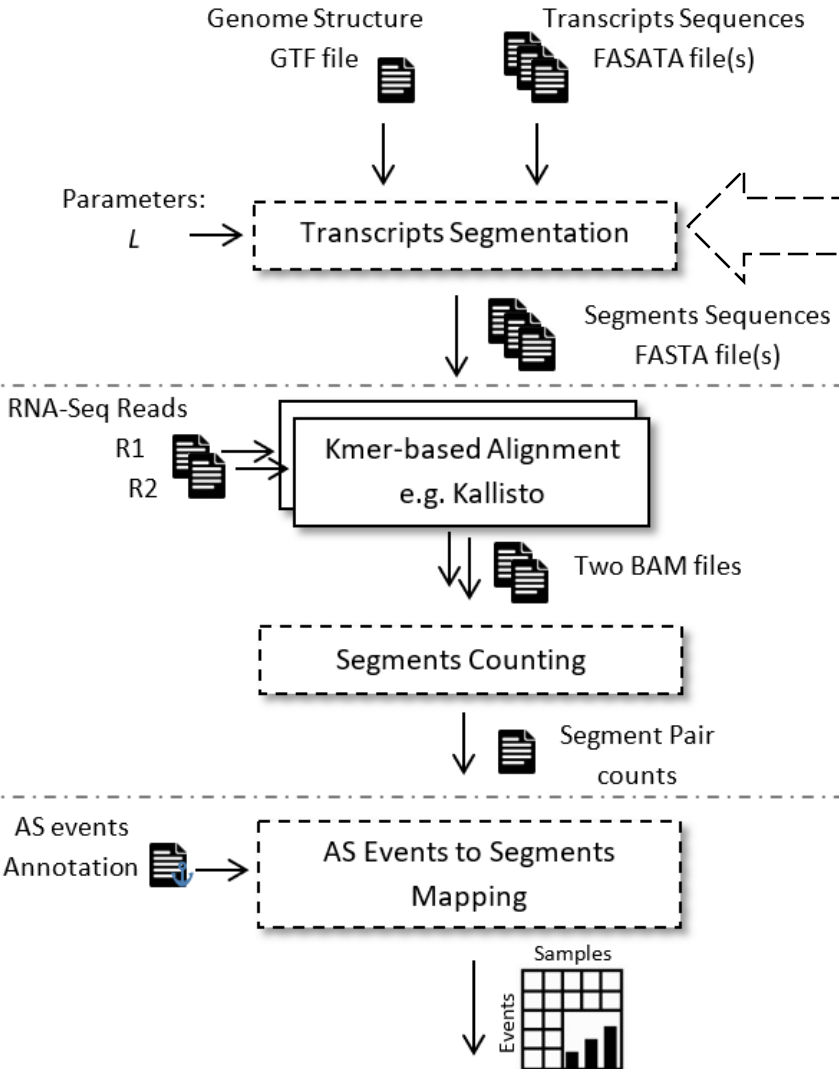 Genome Structure
GTF file
Transcripts Sequences
FASATA file(s)
Parameters:
L
Transcripts Segmentation
Segments Sequences
FASTA file(s)
RNA-Seq Reads
R1
R2
Kmer-based Alignment
e.g. Kallisto
Two BAM files
Segments Counting
Segment Pair
counts
AS events
Annotation
AS Events to Segments
Mapping
Samples
Events